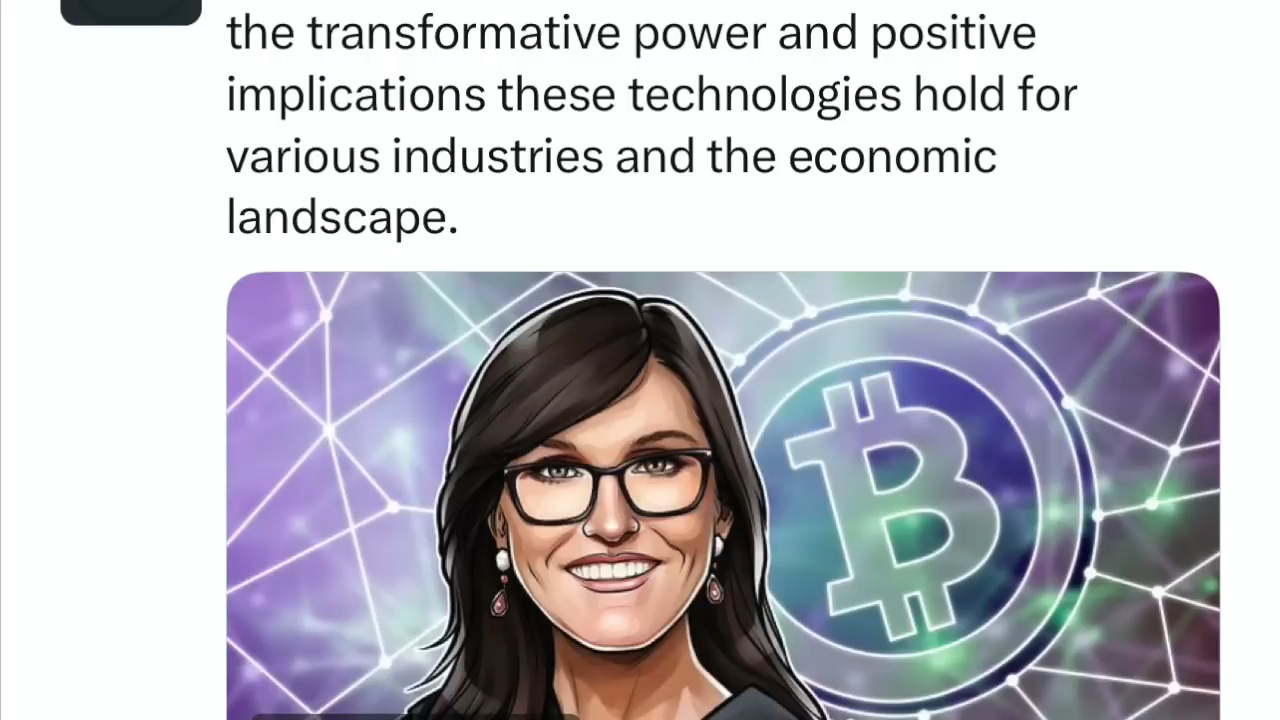 the transformative power and positive
implications these technologies hold for
various industries and the economic
landscape.